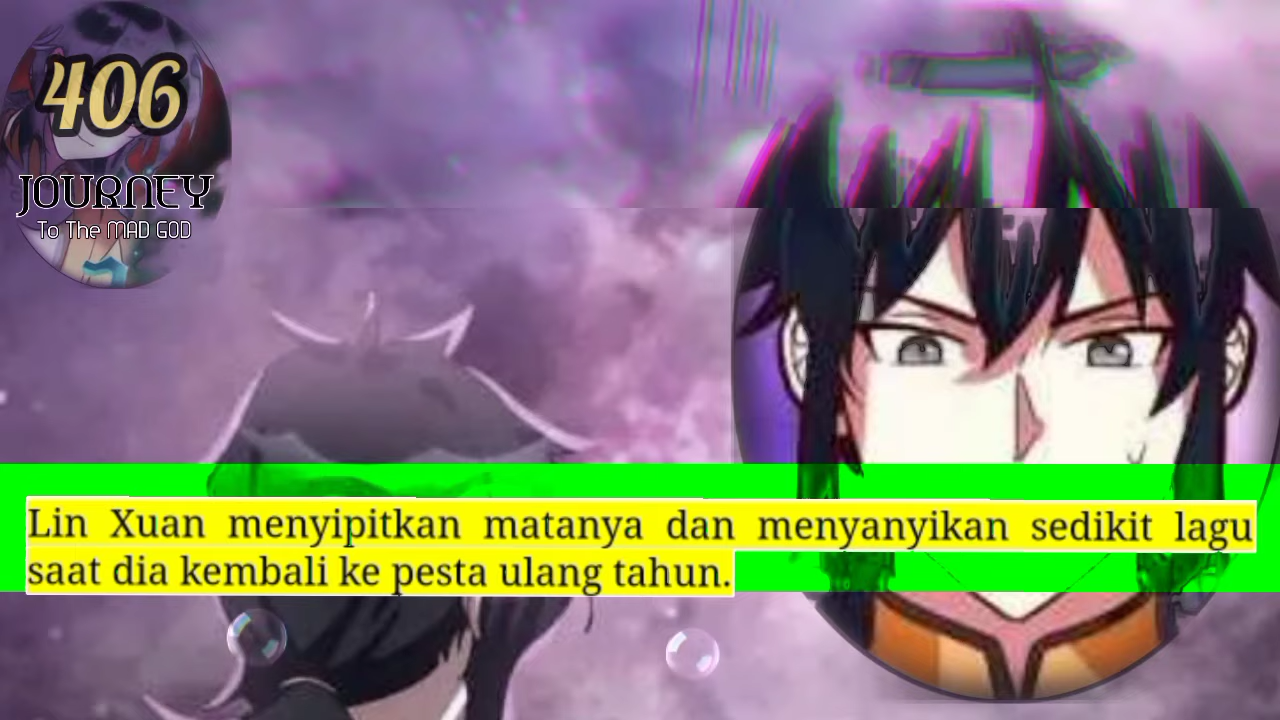 406
JOURNEY
To The MAD GOD
Lin Xuan menyipitkan matanya dan menyanyikan sedikit lagu
saat dia kembali ke pesta ulang tahun.